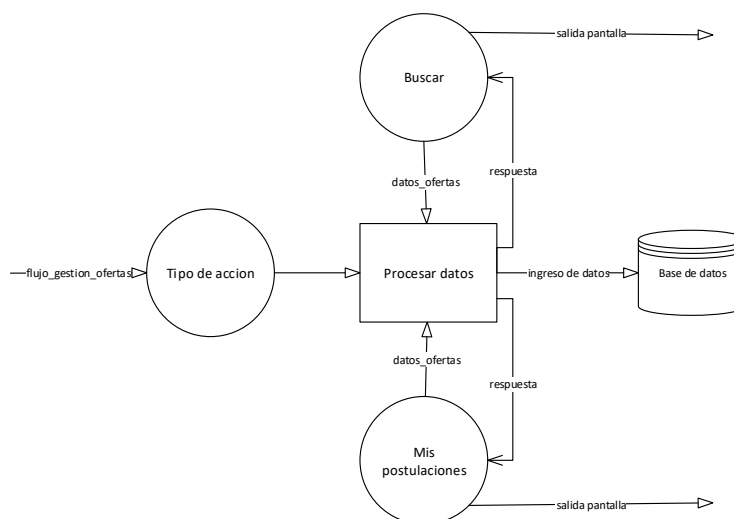 salida pantalla
Buscar
respuesta
datos_ofertas
flujo_gestion_ofertas
Tipo de accion
Procesar datos
ingreso de datos
Base de datos
datos_ofertas
respuesta
Mis
postulaciones
salida pantalla